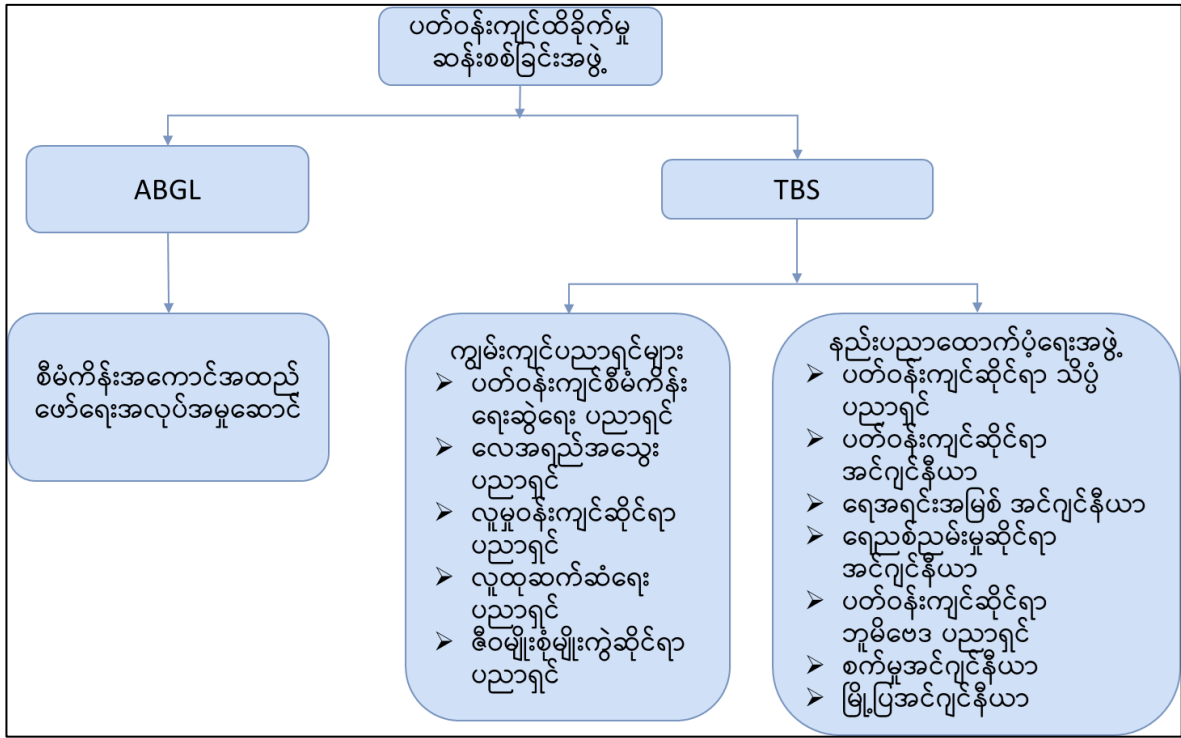 ပတ်ဝန်းကျင်ထိခိုက်မှု
ဆန်းစစ်ခြင်းအဖွဲ့
ABGL
TBS
စီမံကိန်းအကောင်အထည်
ဖော်ရေးအလုပ်အမှုဆောင်
ကျွမ်းကျင်ပညာရှင်များ
➢ ပတ်ဝန်းကျင်စီမံကိန်း
ရေးဆွဲရေး ပညာရှင်
➢ လေအရည်အသွေး
ပညာရှင်
➢ လူမှုဝန်းကျင်ဆိုင်ရာ
ပညာရှင်
➢ လူထုဆက်ဆံရေး
ပညာရှင်
➢ ဇီဝမျိုးစုံမျိုးကွဲဆိုင်ရာ
ပညာရှင်
နည်းပညာထောက်ပံ့ရေးအဖွဲ့
➢ ပတ်ဝန်းကျင်ဆိုင်ရာ သိပ္ပံ
ပညာရှင်
➢ ပတ်ဝန်းကျင်ဆိုင်ရာ
အင်ဂျင်နီယာ
➢ ရေအရင်းအမြစ် အင်ဂျင်နီယာ
➢ ရေညစ်ညမ်းမှုဆိုင်ရာ
အင်ဂျင်နီယာ
➢ ပတ်ဝန်းကျင်ဆိုင်ရာ
ဘူမိဗေဒ ပညာရှင်
➢ စက်မှုအင်ဂျင်နီယာ
➢ မြို့ပြအင်ဂျင်နီယာ